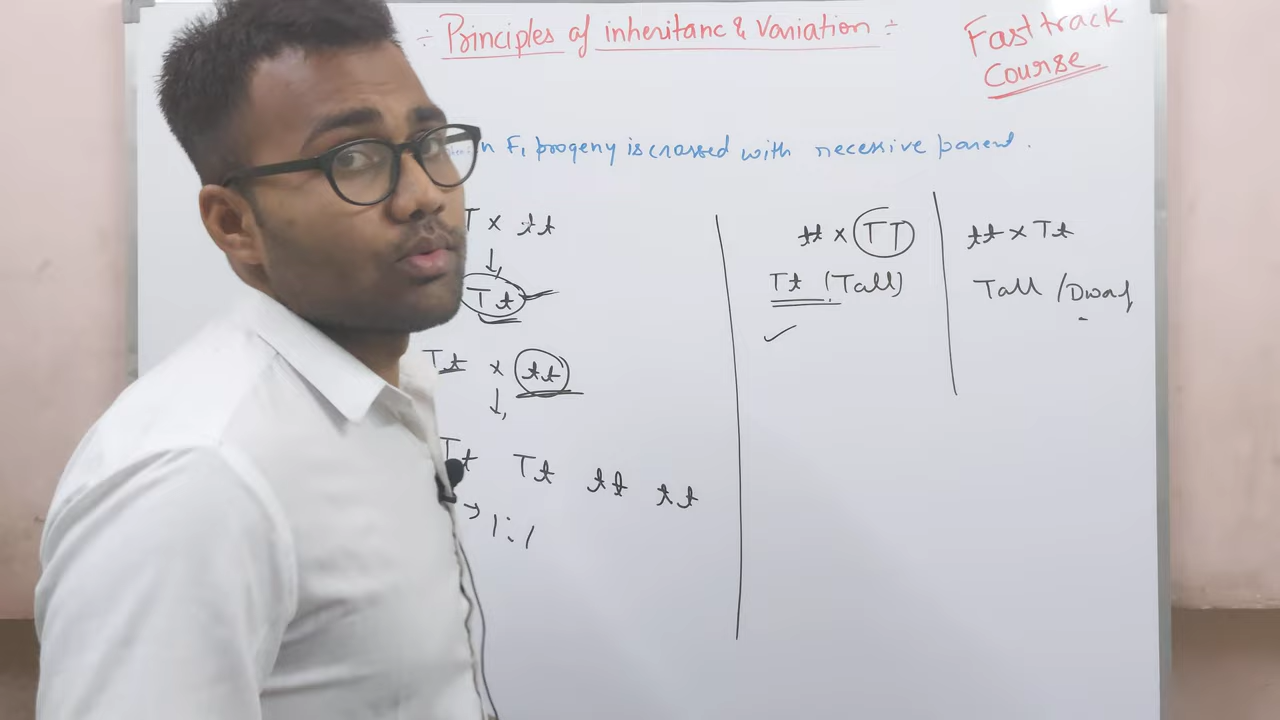 ÷ Principles of inheritanc & Variation ÷
Fast track
Course
n F1 progeny is crossed with recessive parent.
T x tt
↓
Tt
Tt x tt
↓
Tt Tt tt tt
→ 1:1
tt x TT
Tt (Tall)
✓
tt x Tt
Tall / Dwarf